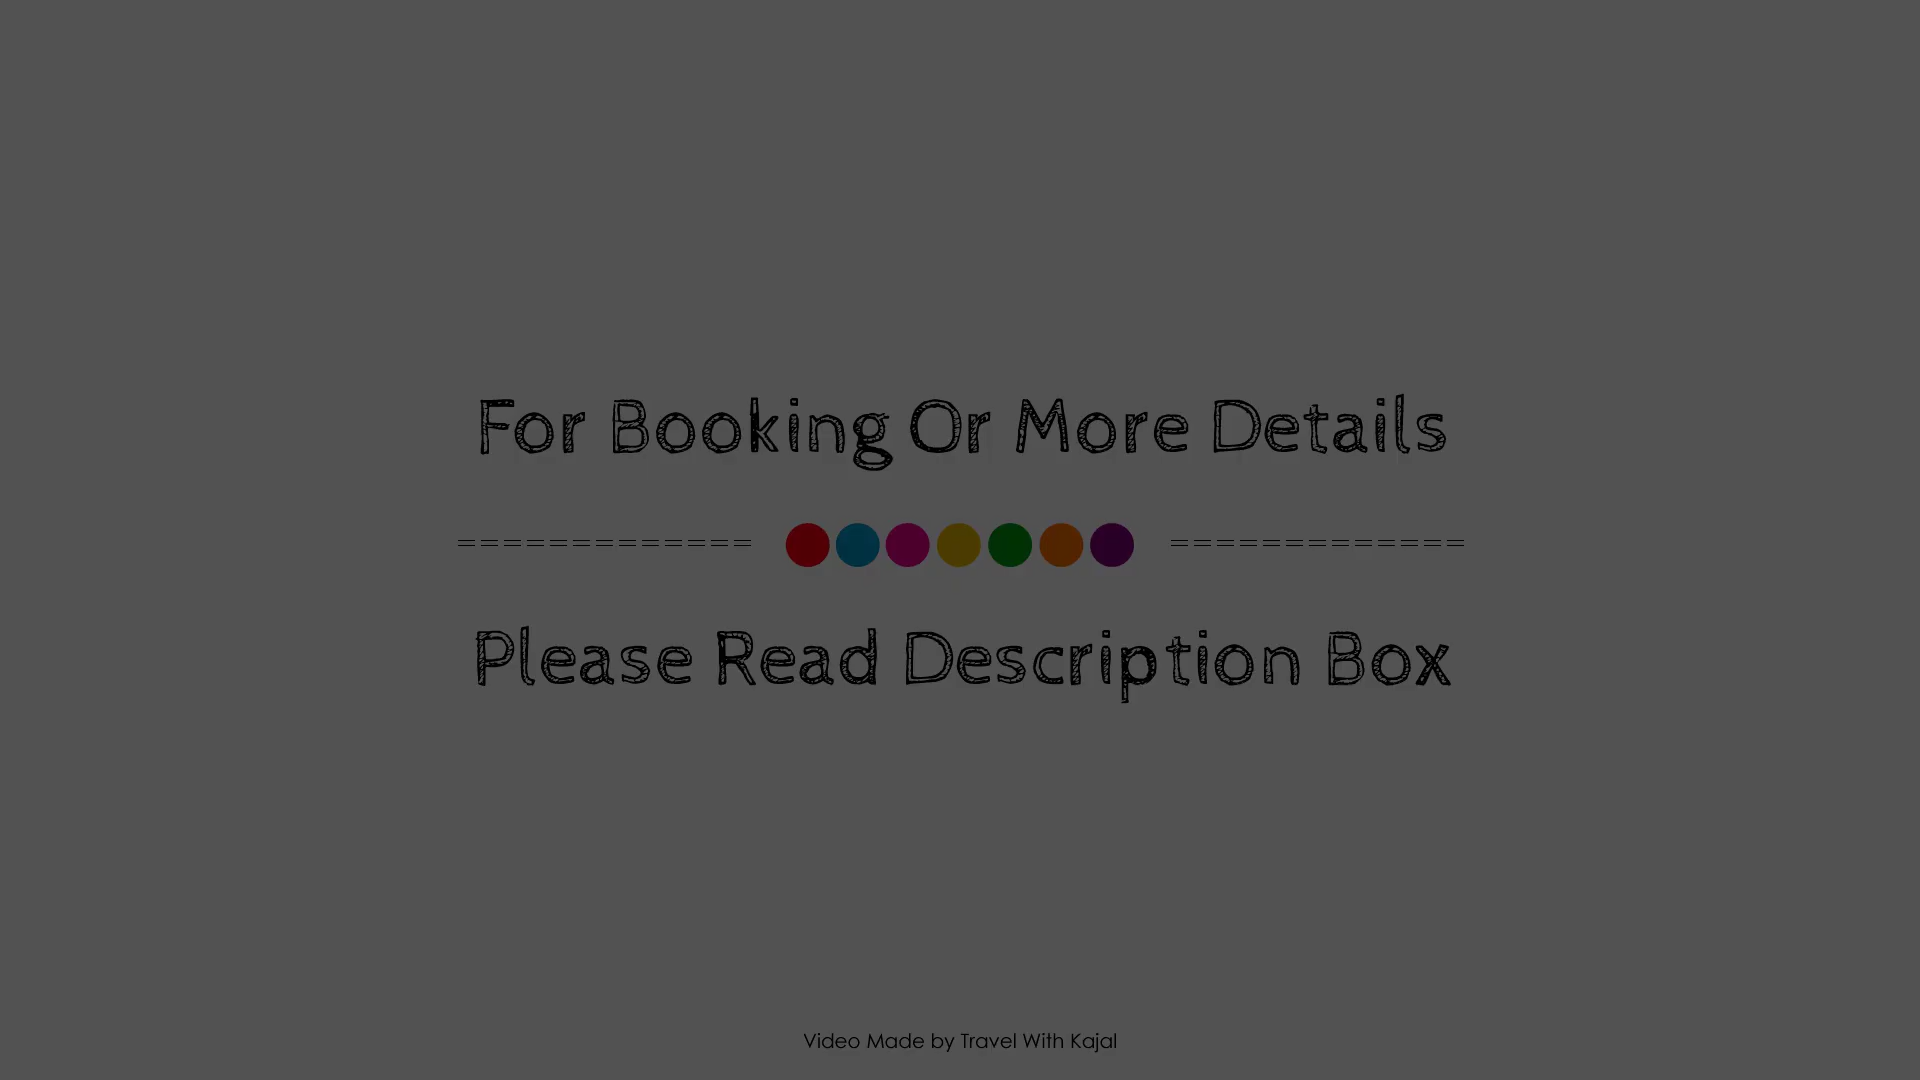 For Booking Or More Details
============= =============
Please Read Description Box
Video Made by Travel With Kajal